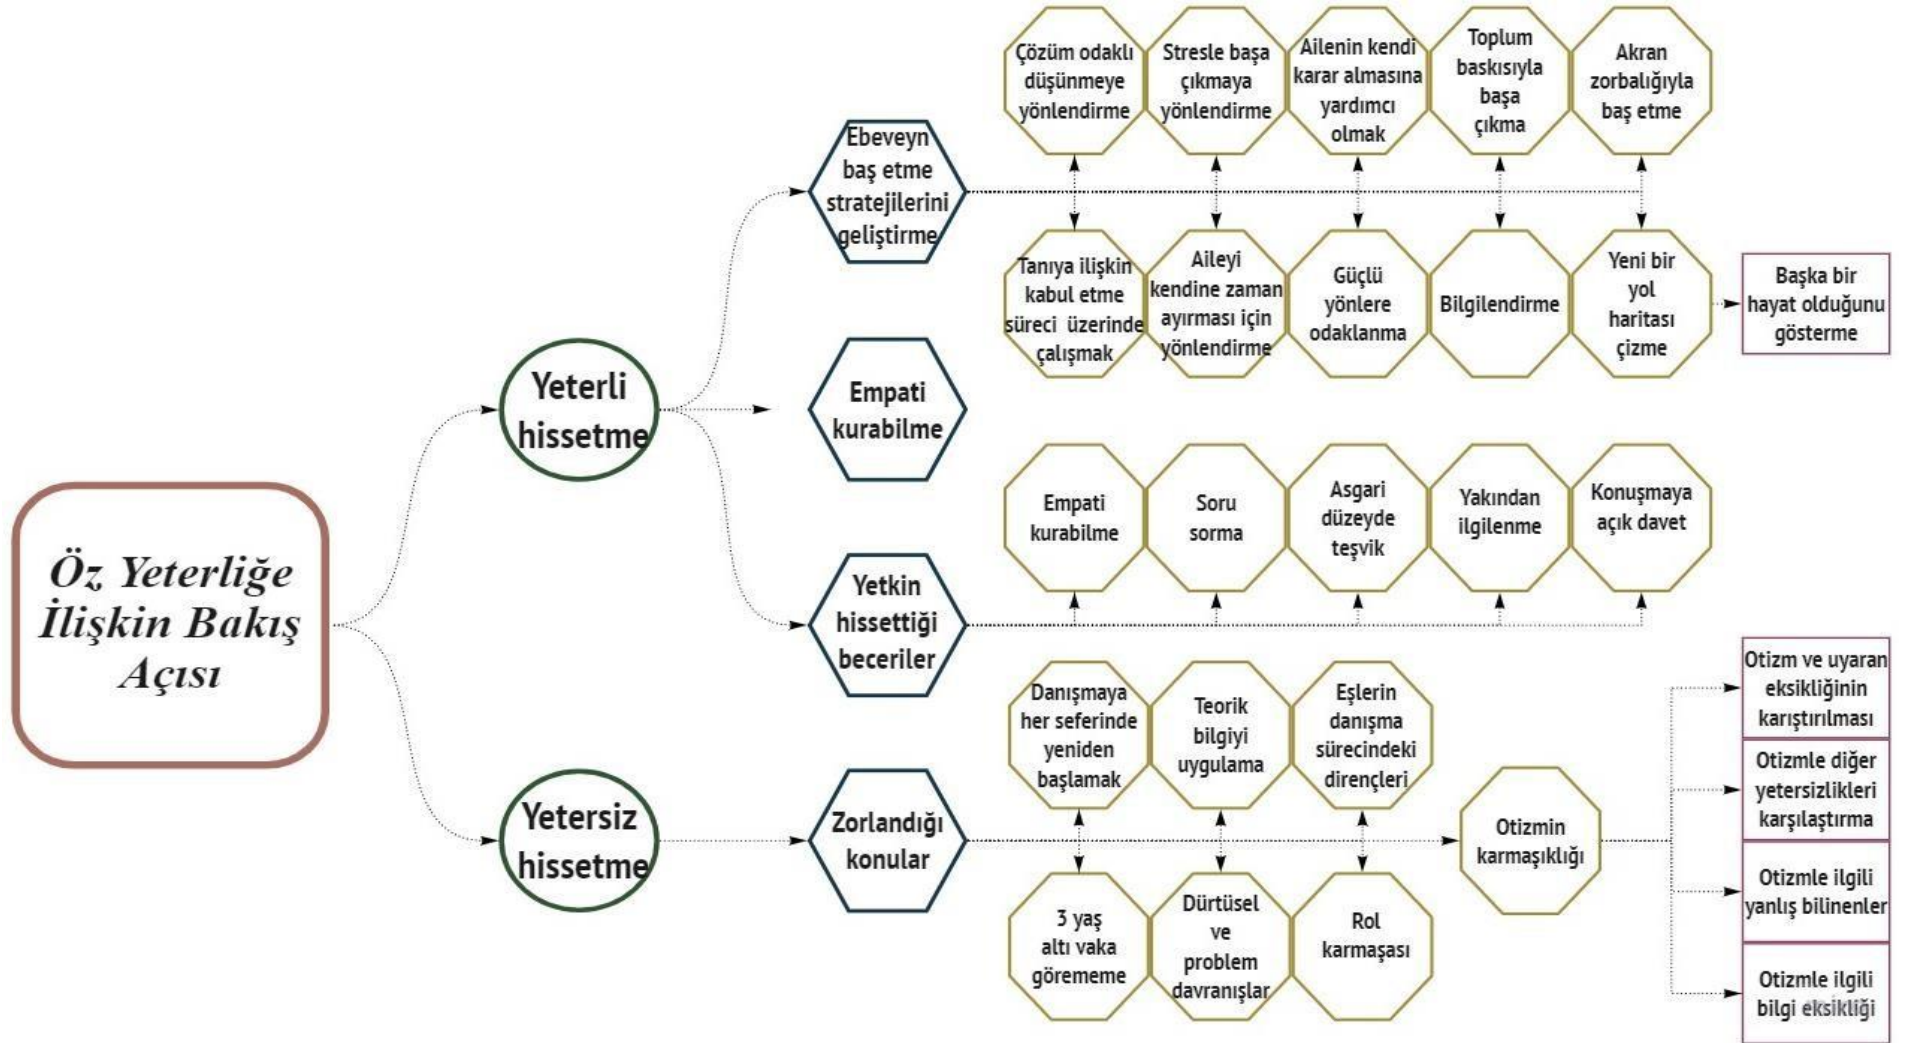 Öz Yeterliğe
İlişkin Bakış
Açısı
Yeterli
hissetme
Yetersiz
hissetme
Ebeveyn
baş etme
stratejilerini
geliştirme
Empati
kurabilme
Yetkin
hissettiği
beceriler
Zorlandığı
konular
Çözüm odaklı
düşünmeye
yönlendirme
Stresle başa
çıkmaya
yönlendirme
Ailenin kendi
karar almasına
yardımcı
olmak
Toplum
baskısıyla
başa
çıkma
Akran
zorbalığıyla
baş etme
Tanıya ilişkin
kabul etme
süreci üzerinde
çalışmak
Aileyi
kendine zaman
ayırması için
yönlendirme
Güçlü
yönlere
odaklanma
Bilgilendirme
Yeni bir
yol
haritası
çizme
Başka bir
hayat olduğunu
gösterme
Empati
kurabilme
Soru
sorma
Asgari
düzeyde
teşvik
Yakından
ilgilenme
Konuşmaya
açık davet
Danışmaya
her seferinde
yeniden
başlamak
Teorik
bilgiyi
uygulama
Eşlerin
danışma
sürecindeki
dirençleri
3 yaş
altı vaka
görememe
Dürtüsel
ve
problem
davranışlar
Rol
karmaşası
Otizmin
karmaşıklığı
Otizm ve uyaran
eksikliğinin
karıştırılması
Otizmle diğer
yetersizlikleri
karşılaştırma
Otizmle ilgili
yanlış bilinenler
Otizmle ilgili
bilgi eksikliği